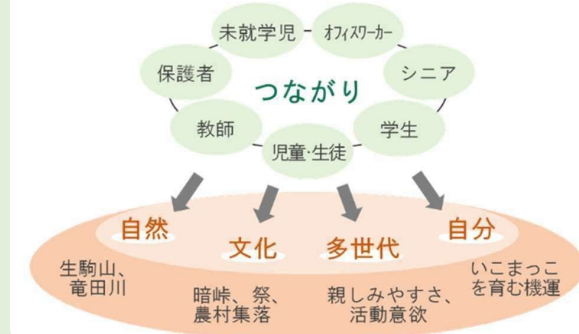 未就学児
オフィスワーカー
保護者
シニア
つながり
教師
学生
児童・生徒
自然
文化
多世代
自分
生駒山、
竜田川
暗峠、祭、
農村集落
親しみやすさ、
活動意欲
いこまっこ
を育む機運